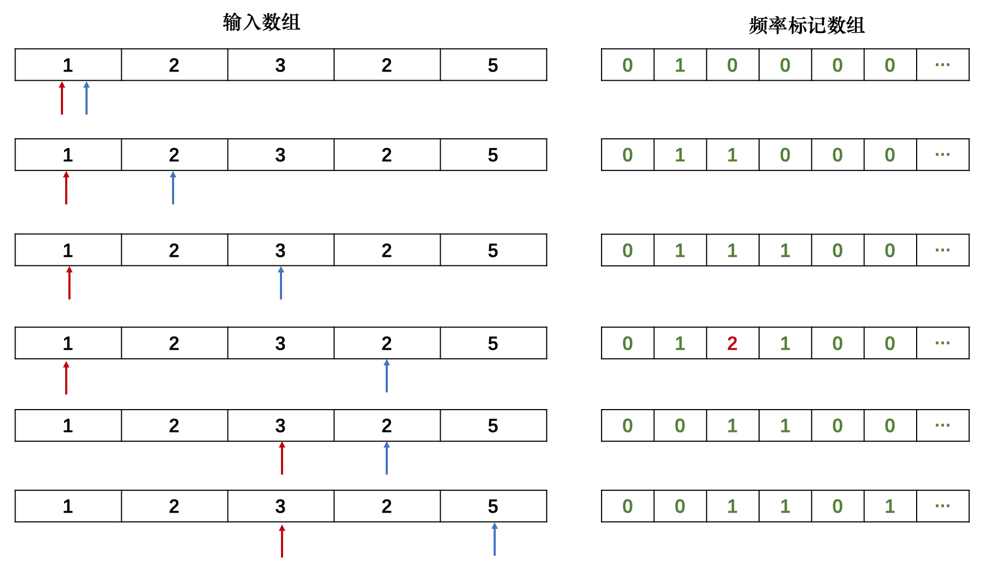 输入数组 频率标记数组
1 2 3 2 5 0 1 0 0 0 0 ...
1 2 3 2 5 0 1 1 0 0 0 ...
1 2 3 2 5 0 1 1 1 0 0 ...
1 2 3 2 5 0 1 2 1 0 0 ...
1 2 3 2 5 0 0 1 1 0 0 ...
1 2 3 2 5 0 0 1 1 0 1 ...